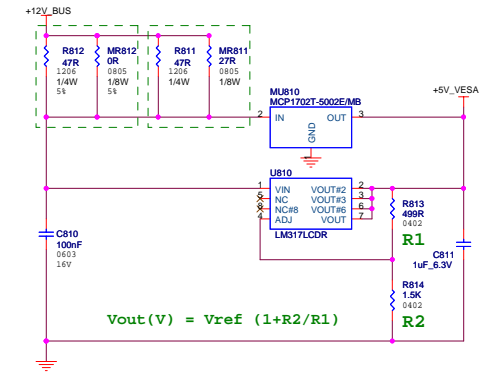 +12V_BUS
R812
47R
1206
1/4W
5%
MR812
0R
0805
1/8W
5%
R811
47R
1206
1/4W
MR811
27R
0805
1/8W
MU810
MCP1702T-5002E/MB
2 IN OUT 3
GND
+5V_VESA
U810
1 VIN VOUT#2 2
5 NC VOUT#3 3
8 NC#8 VOUT#6 6
4 ADJ VOUT 7
LM317LCDR
R813
499R
0402
R1
C810
100nF
0603
16V
C811
1uF_6.3V
R814
1.5K
0402
R2
Vout(V) = Vref (1+R2/R1)